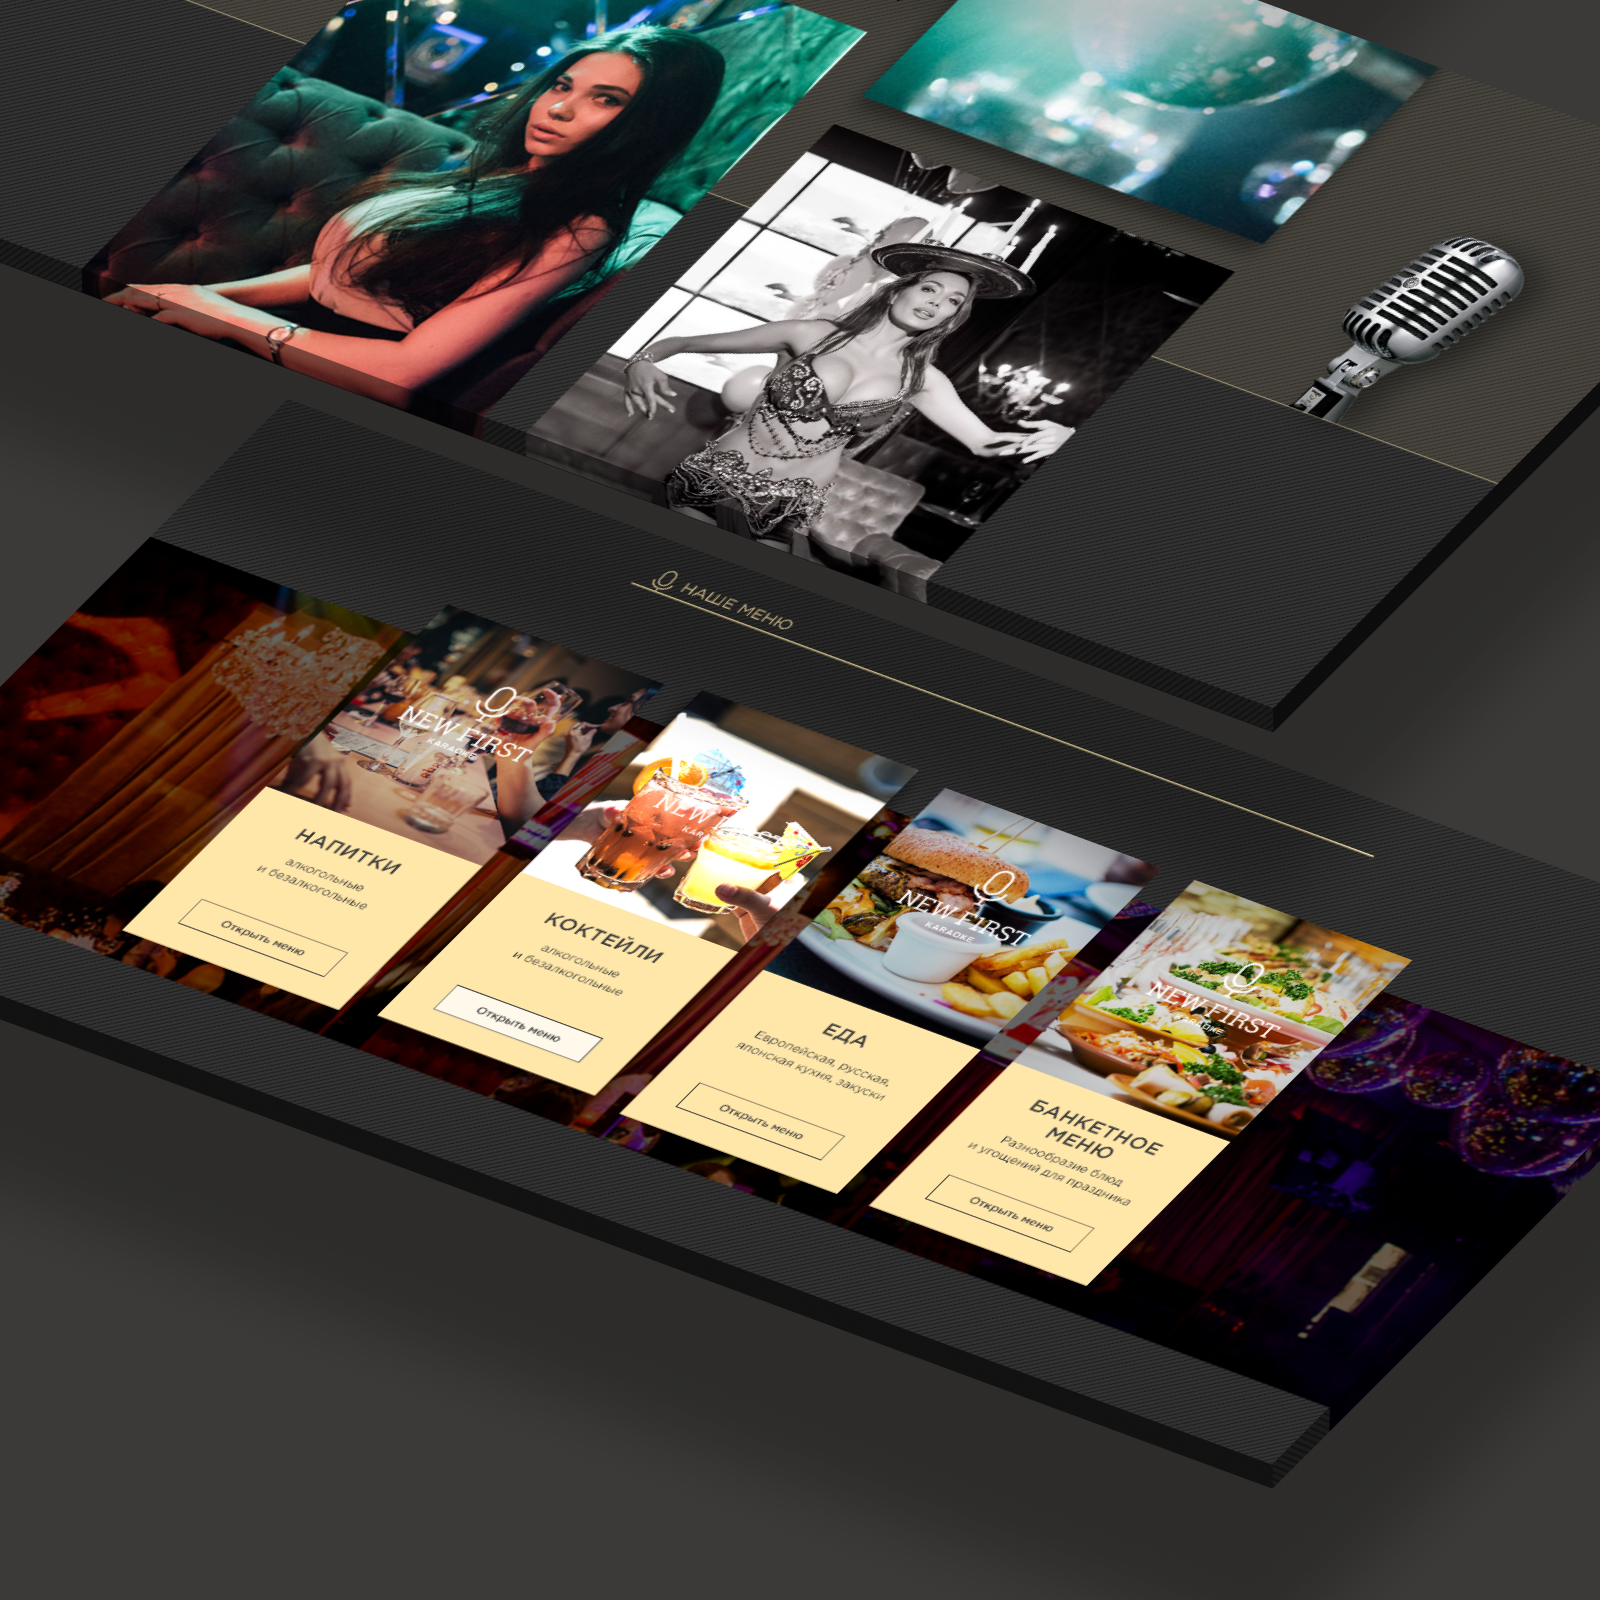 НАШЕ МЕНЮ
NEW FIRST
KARAOKE
НАПИТКИ
алкогольные
и безалкогольные
Открыть меню
NEW
КОКТЕЙЛИ
алкогольные
и безалкогольные
Открыть меню
NEW FIRST
KARAOKE
ЕДА
Европейская, русская,
японская кухня, закуски
Открыть меню
NEW FIRST
KARAOKE
БАНКЕТНОЕ
МЕНЮ
Разнообразие блюд
и угощений для праздника
Открыть меню